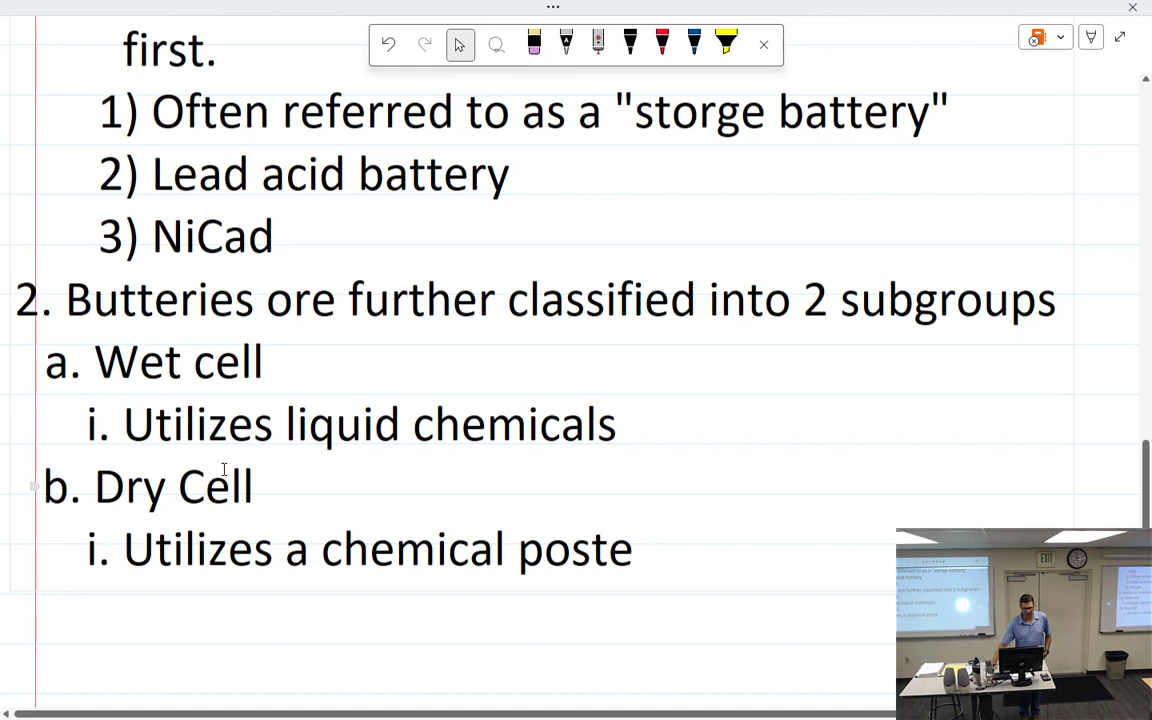 first.
1) Often referred to as a "storge battery"
2) Lead acid battery
3) NiCad
2. Butteries ore further classified into 2 subgroups
a. Wet cell
i. Utilizes liquid chemicals
b. Dry Cell
i. Utilizes a chemical poste
EXIT